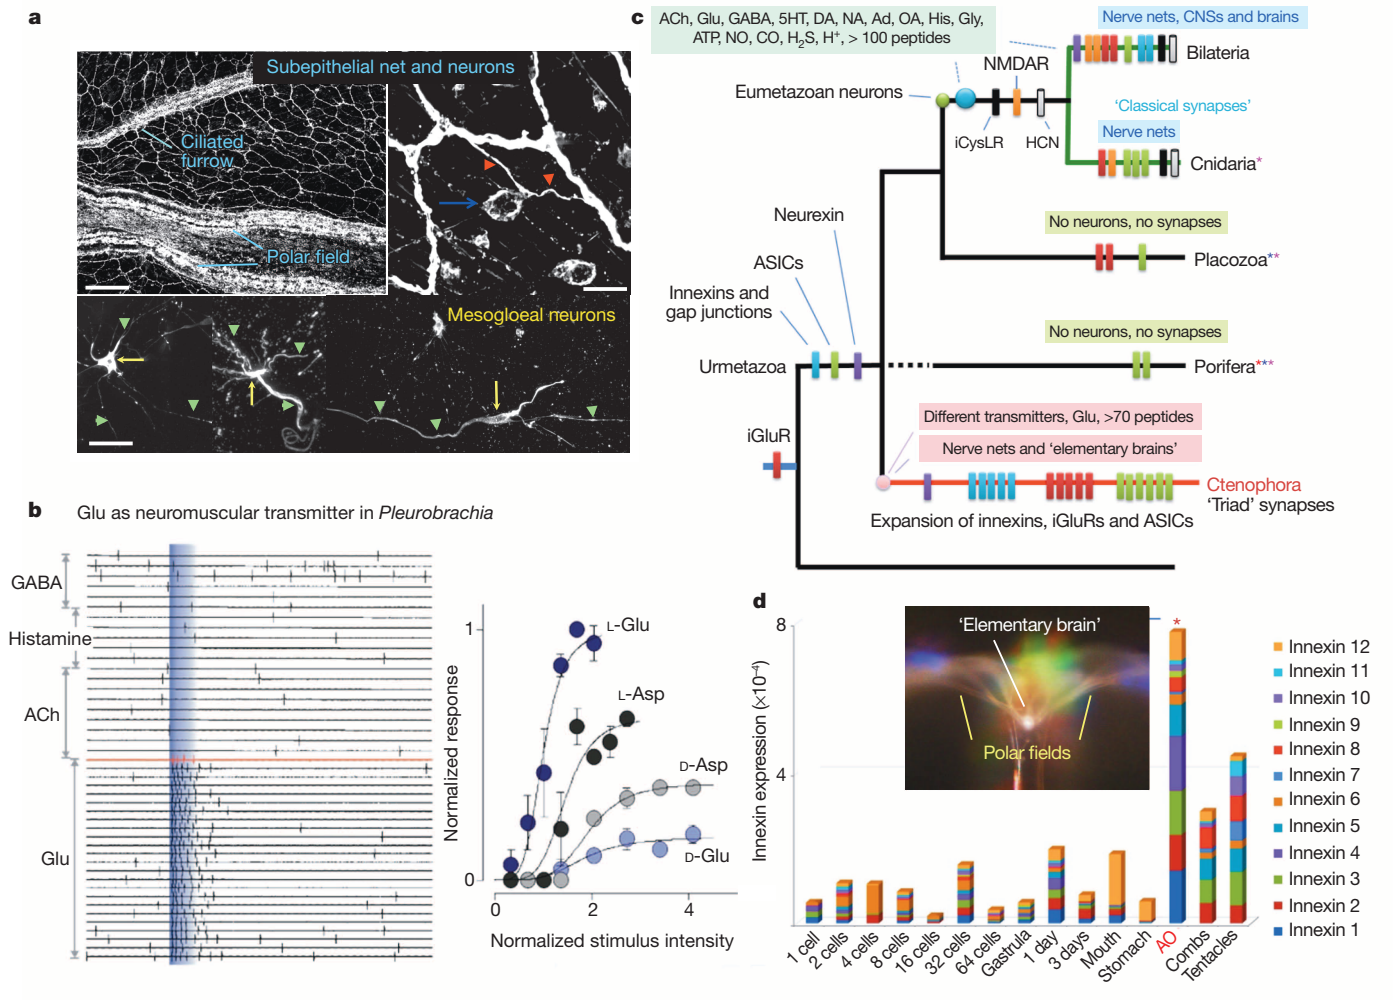 a
Subepithelial net and neurons
Ciliated
furrow
Polar field
Mesogloeal neurons
b
Glu as neuromuscular transmitter in Pleurobrachia
GABA
Histamine
ACh
Glu
Normalized response
1
0
L-Glu
L-Asp
D-Asp
D-Glu
0
2
4
Normalized stimulus intensity
c
ACh, Glu, GABA, 5HT, DA, NA, Ad, OA, His, Gly,
ATP, NO, CO, H₂S, H⁺, > 100 peptides
Nerve nets, CNSs and brains
Bilateria
NMDAR
Eumetazoan neurons
'Classical synapses'
iCysLR
HCN
Nerve nets
Cnidaria*
Neurexin
No neurons, no synapses
Placozoa**
ASICs
Innexins and
gap junctions
No neurons, no synapses
Urmetazoa
Porifera***
Different transmitters, Glu, >70 peptides
iGluR
Nerve nets and 'elementary brains'
Ctenophora
'Triad' synapses
Expansion of innexins, iGluRs and ASICs
d
Innexin expression (×10⁻⁴)
8
4
'Elementary brain'
Polar fields
*
Innexin 12
Innexin 11
Innexin 10
Innexin 9
Innexin 8
Innexin 7
Innexin 6
Innexin 5
Innexin 4
Innexin 3
Innexin 2
Innexin 1
1 cell
2 cells
4 cells
8 cells
16 cells
32 cells
64 cells
Gastrula
1 day
3 days
Mouth
Stomach
AO
Combs
Tentacles